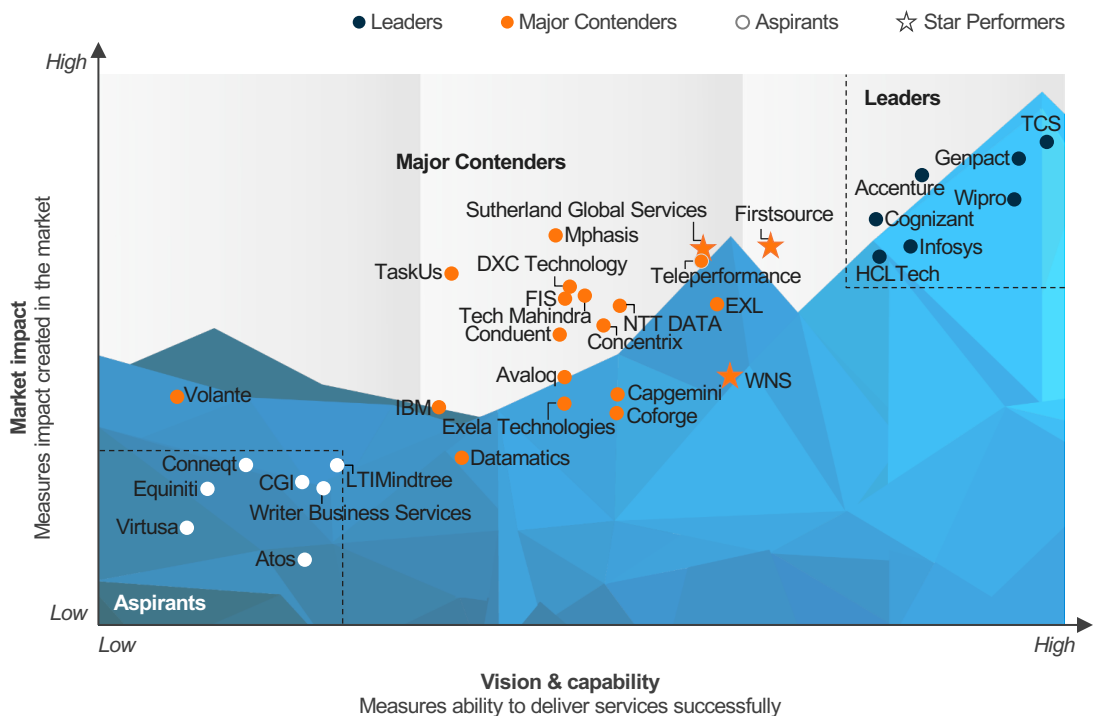 Leaders
Major Contenders
Aspirants
Star Performers
High
Leaders
TCS
Genpact
Major Contenders
Accenture
Wipro
Sutherland Global Services
Firstsource
Cognizant
Mphasis
Infosys
DXC Technology
TaskUs
Teleperformance
HCLTech
FIS
EXL
Tech Mahindra
NTT DATA
Conduent
Concentrix
Avaloq
WNS
Volante
Capgemini
IBM
Coforge
Exela Technologies
Datamatics
Conneqt
LTIMindtree
CGI
Equiniti
Writer Business Services
Virtusa
Atos
Aspirants
Market impact
Measures impact created in the market
Low
Low
High
Vision & capability
Measures ability to deliver services successfully